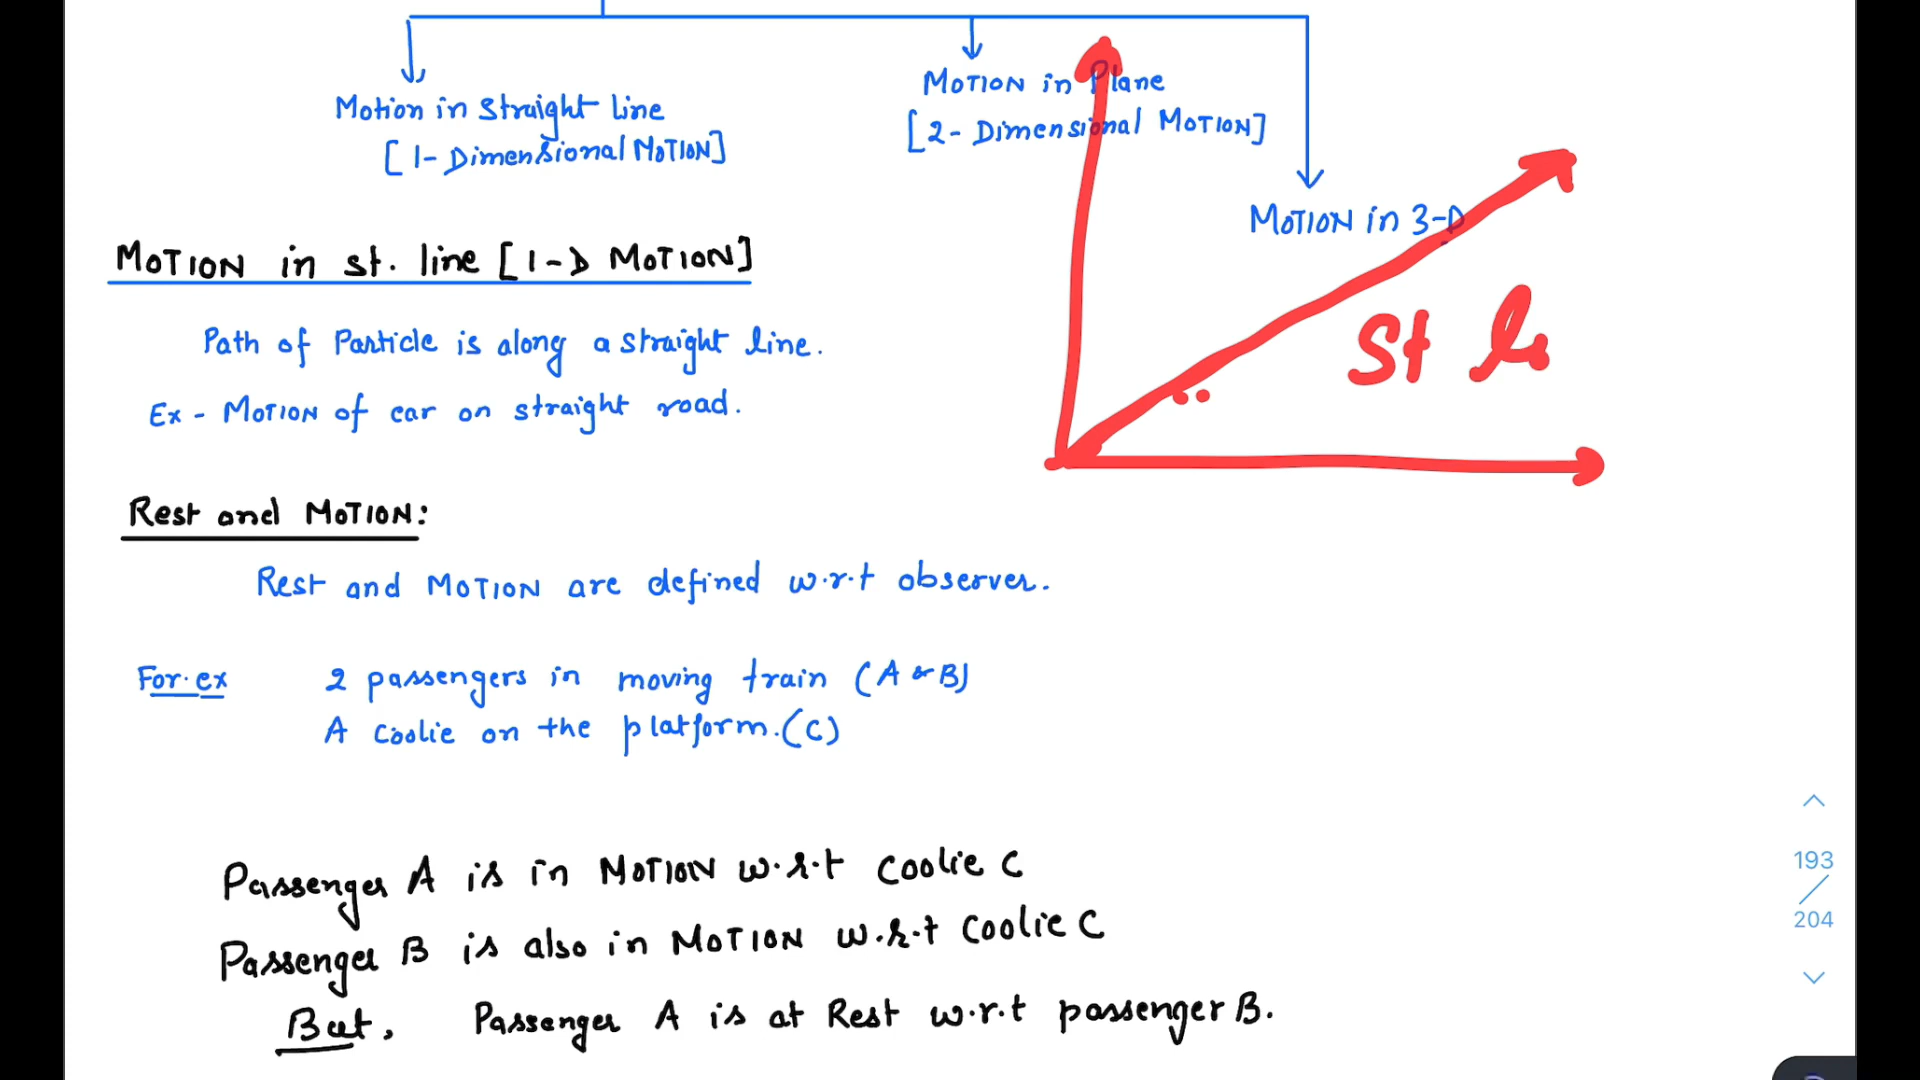 Motion in straight line
[1-Dimensional MOTION]
MOTION in Plane
[2-Dimensional MOTION]
MOTION in 3-D
MOTION in st. line [1-D MOTION]
Path of Particle is along a straight line.
Ex - MOTION of car on straight road.
St
Rest and MOTION:
Rest and MOTION are defined w.r.t observer.
For.ex 2 passengers in moving train (A & B)
A coolie on the platform.(C)
Passenger A is in MOTION w.r.t coolie C
Passenger B is also in MOTION w.r.t coolie C
But, Passenger A is at Rest w.r.t passenger B.
193
/
204